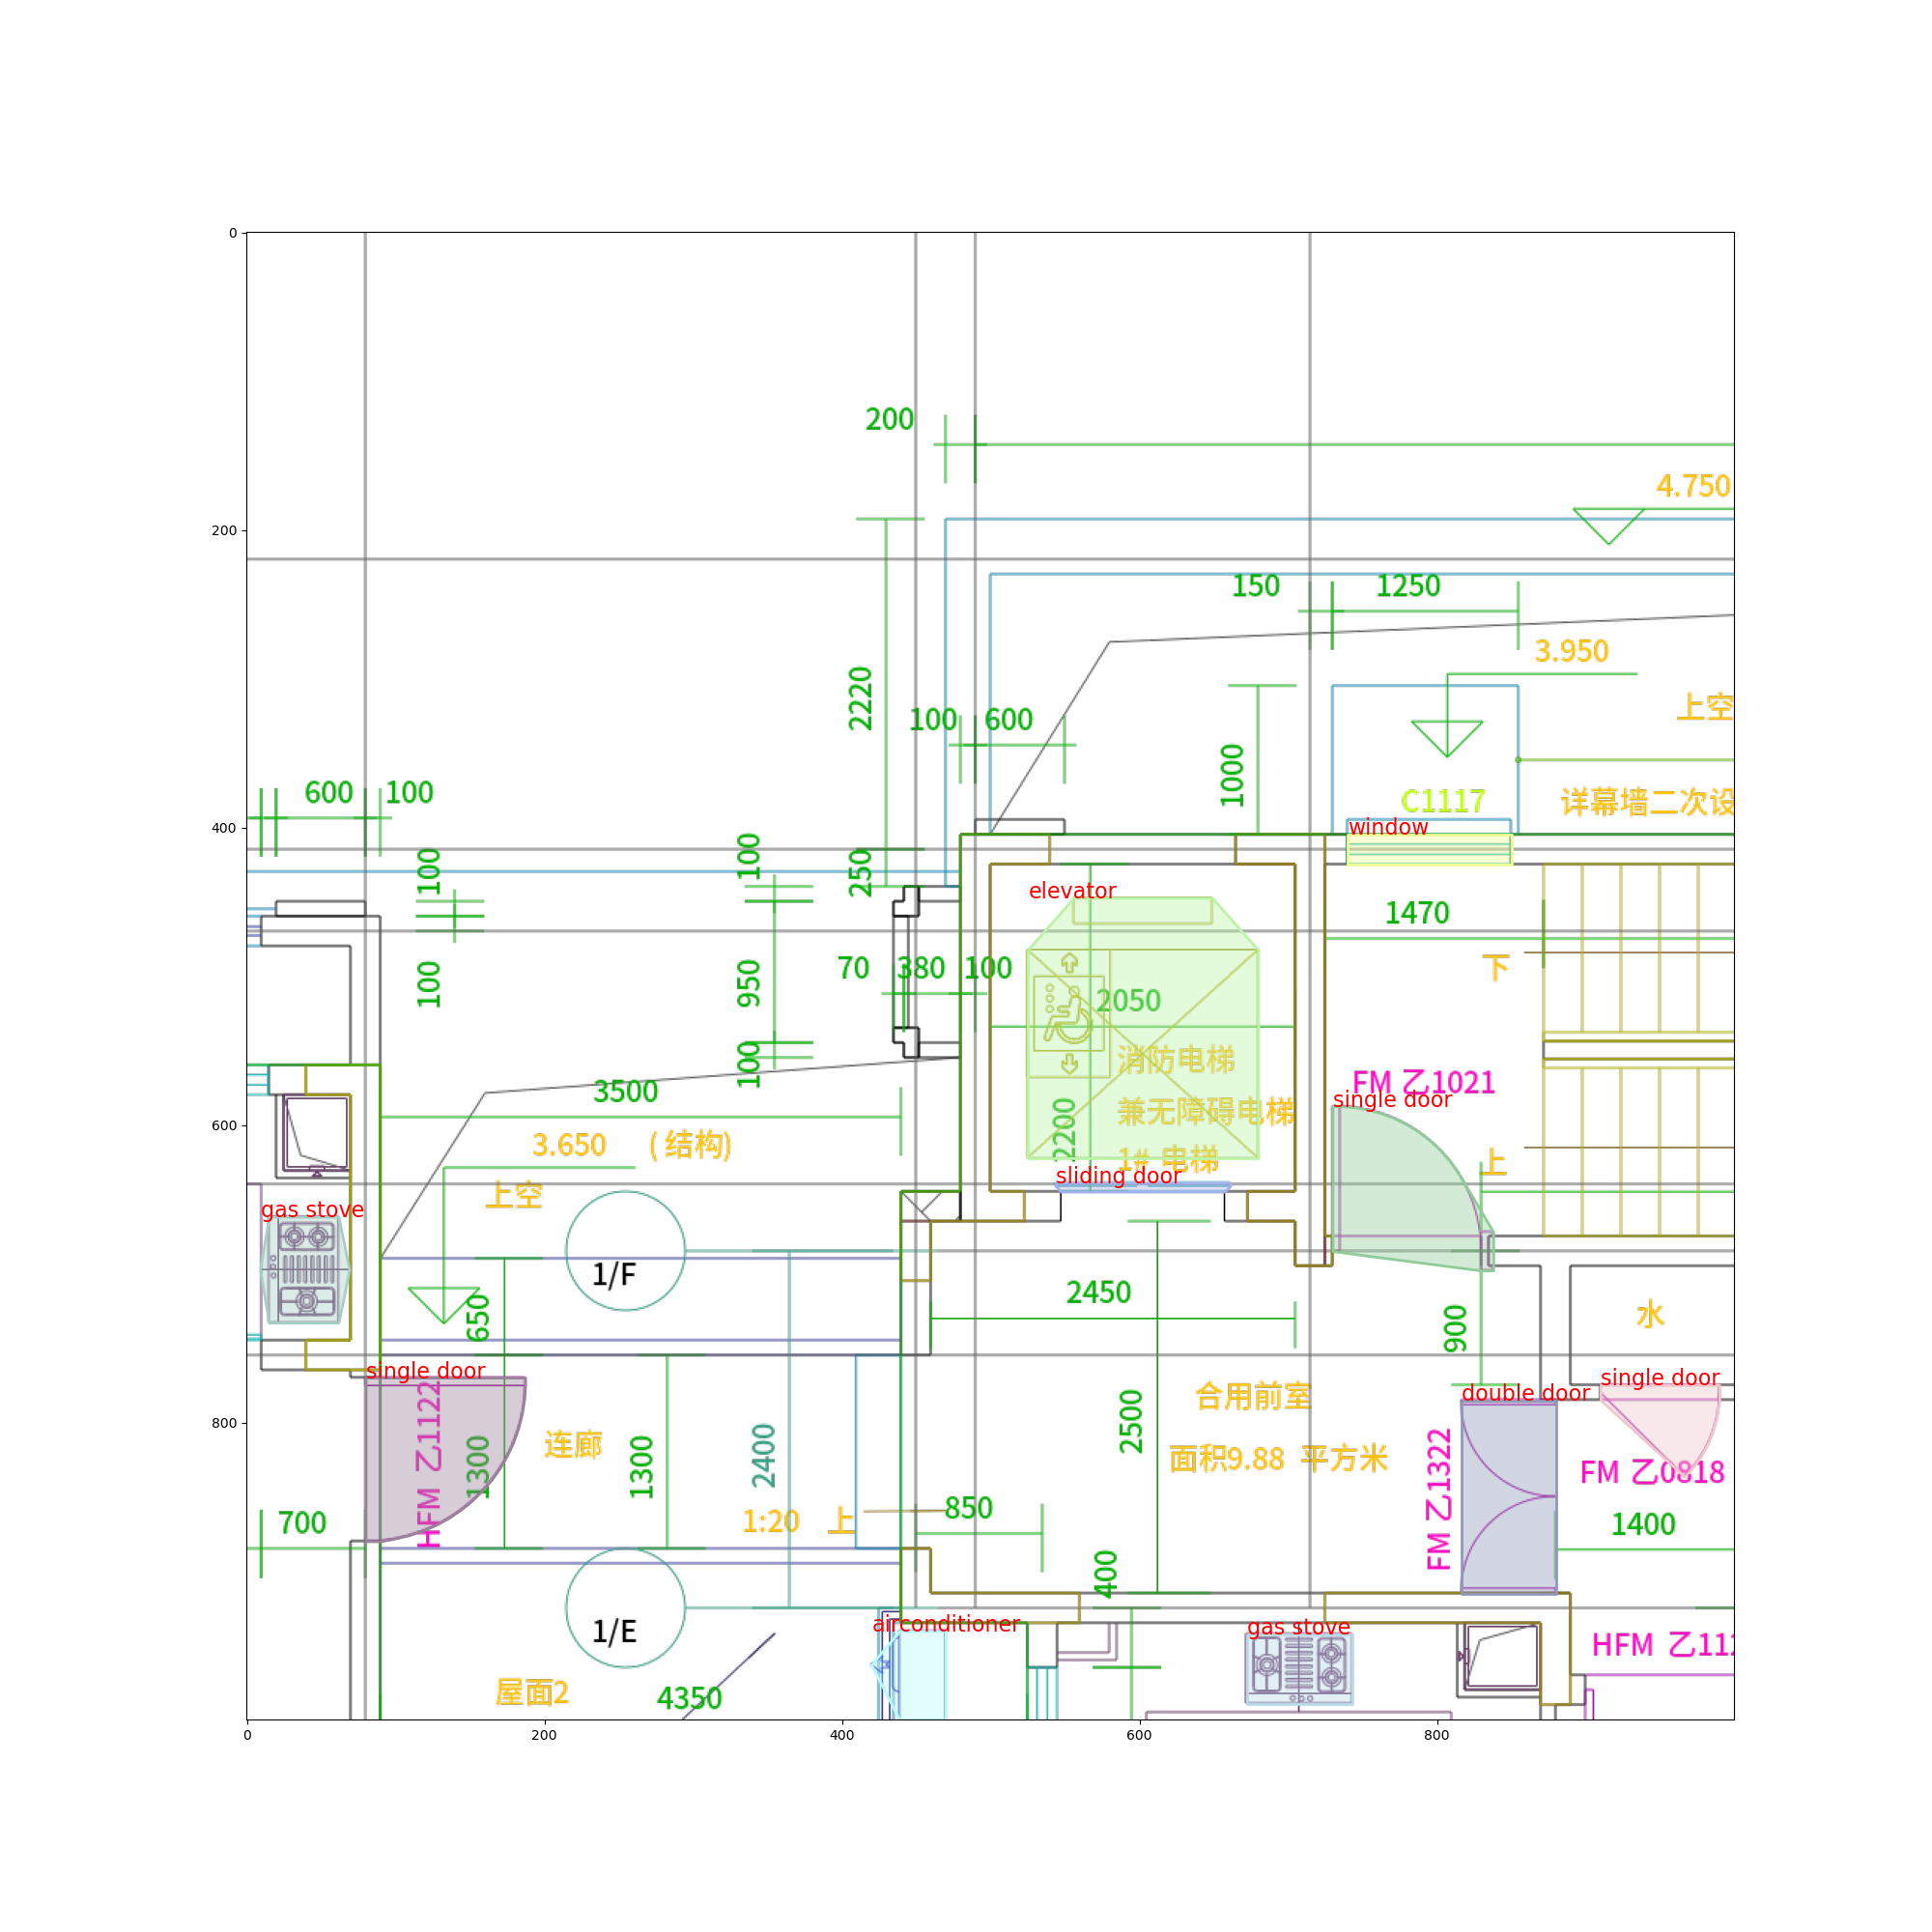 0
200
4.750
200
150
1250
3.950
上空
2220
100
600
1000
600
100
C1117
详幕墙二次设
400
window
100
100
250
elevator
1470
70
380
100
下
100
950
2050
消防电梯
100
FM 乙1021
3500
single door
兼无障碍电梯
2200
600
3.650
(结构)
1# 电梯
上
sliding door
上空
gas stove
1/F
2450
650
水
900
single door
HFM 乙1122
合用前室
double door
single door
2500
800
连廊
1300
1300
2400
面积9.88 平方米
FM 乙1322
FM 乙0818
700
1:20 上
850
1400
400
1/E
airconditioner
gas stove
HFM 乙112
屋面2
4350
0
200
400
600
800